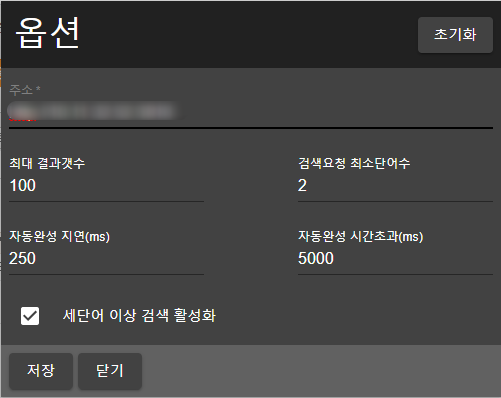 옵션
초기화
주소 *
최대 결과갯수
검색요청 최소단어수
100
2
자동완성 지연(ms)
자동완성 시간초과(ms)
250
5000
세단어 이상 검색 활성화
저장
닫기